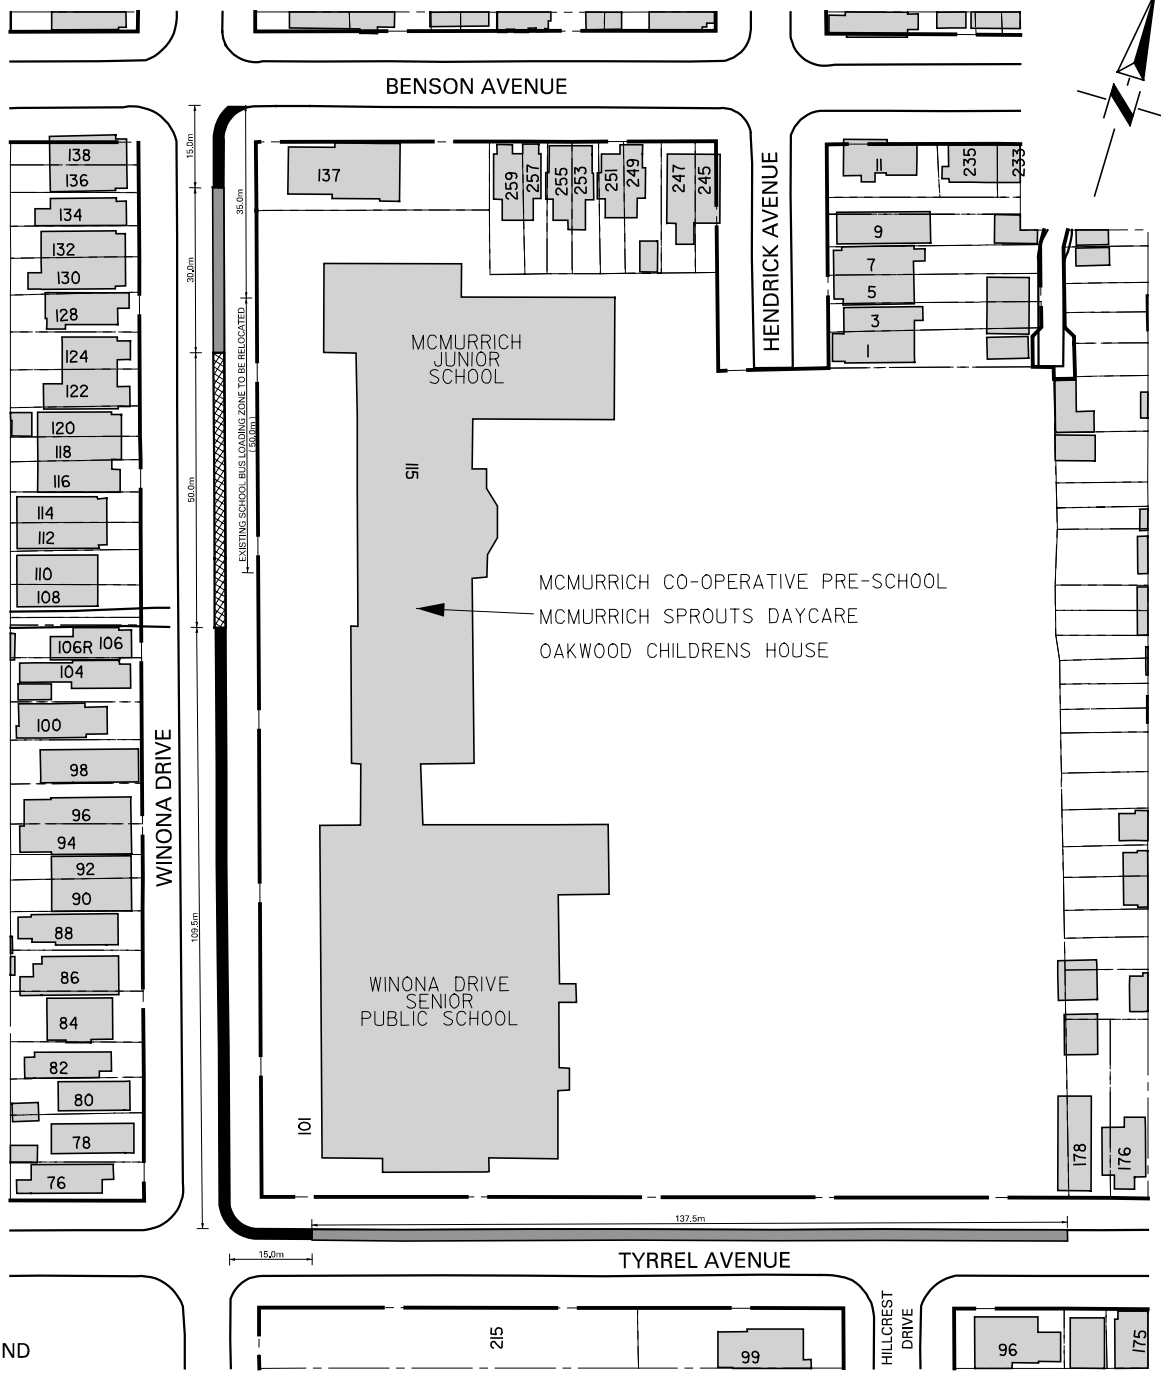 BENSON AVENUE
N
15.0m
138
136
134
132
130
128
124
122
120
118
116
114
112
110
108
106R 106
104
100
98
96
94
92
90
88
86
84
82
80
78
76
30.0m
50.0m
109.5m
35.0m
EXISTING SCHOOL BUS LOADING ZONE TO BE RELOCATED
(50.0m)
WINONA DRIVE
137
259
257
255
253
251
249
247
245
HENDRICK AVENUE
11
235
233
9
7
5
3
1
MCMURRICH
JUNIOR
SCHOOL
115
MCMURRICH CO-OPERATIVE PRE-SCHOOL
MCMURRICH SPROUTS DAYCARE
OAKWOOD CHILDRENS HOUSE
WINONA DRIVE
SENIOR
PUBLIC SCHOOL
101
178
176
137.5m
15.0m
TYRREL AVENUE
HILLCREST
DRIVE
215
99
96
175
ND